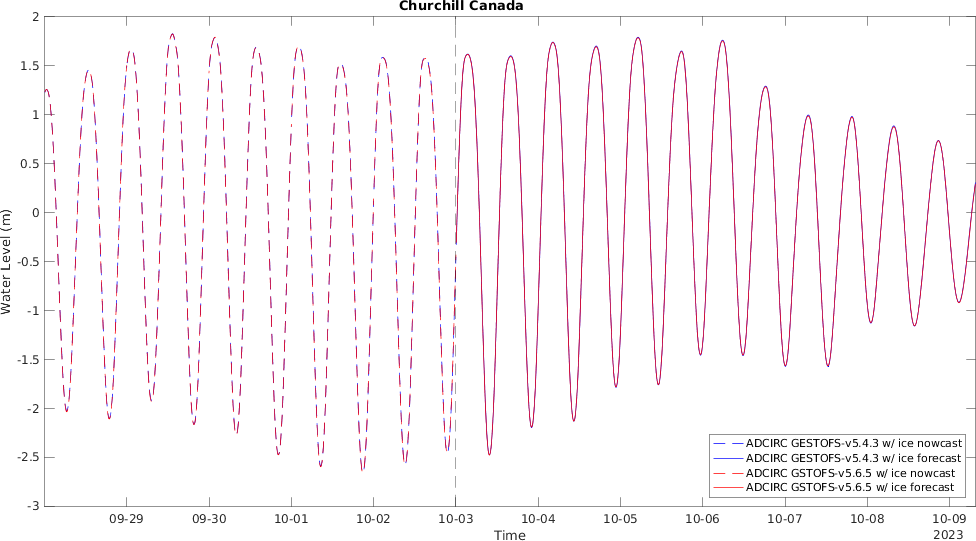 Churchill Canada
2
1.5
1
0.5
0
-0.5
-1
-1.5
-2
-2.5
-3
Water Level (m)
09-29 09-30 10-01 10-02 10-03 10-04 10-05 10-06 10-07 10-08 10-09
2023
Time
ADCIRC GESTOFS-v5.4.3 w/ ice nowcast
ADCIRC GESTOFS-v5.4.3 w/ ice forecast
ADCIRC GSTOFS-v5.6.5 w/ ice nowcast
ADCIRC GSTOFS-v5.6.5 w/ ice forecast